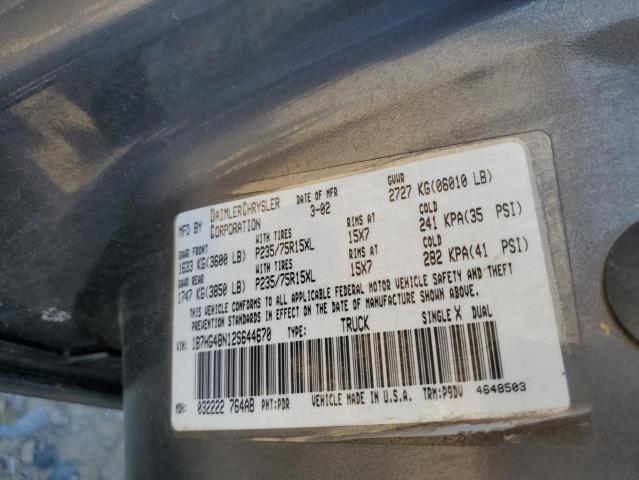 MFD BY DAIMLERCHRYSLER CORPORATION DATE OF MFR 3-02 GVWR 2727 KG(06010 LB)
GAWR FRONT WITH TIRES RIMS AT COLD
1633 KG(3600 LB) P235/75R15XL 15X7 241 KPA(35 PSI)
GAWR REAR WITH TIRES RIMS AT COLD
1747 KG(3850 LB) P235/75R15XL 15X7 282 KPA(41 PSI)
THIS VEHICLE CONFORMS TO ALL APPLICABLE FEDERAL MOTOR VEHICLE SAFETY AND THEFT
PREVENTION STANDARDS IN EFFECT ON THE DATE OF MANUFACTURE SHOWN ABOVE.
VIN: 1B7HG48N12S644670 TYPE: TRUCK SINGLE X DUAL
MDH: 032222 764AB PNT:PDR VEHICLE MADE IN U.S.A. TRM:P9DV 4648503